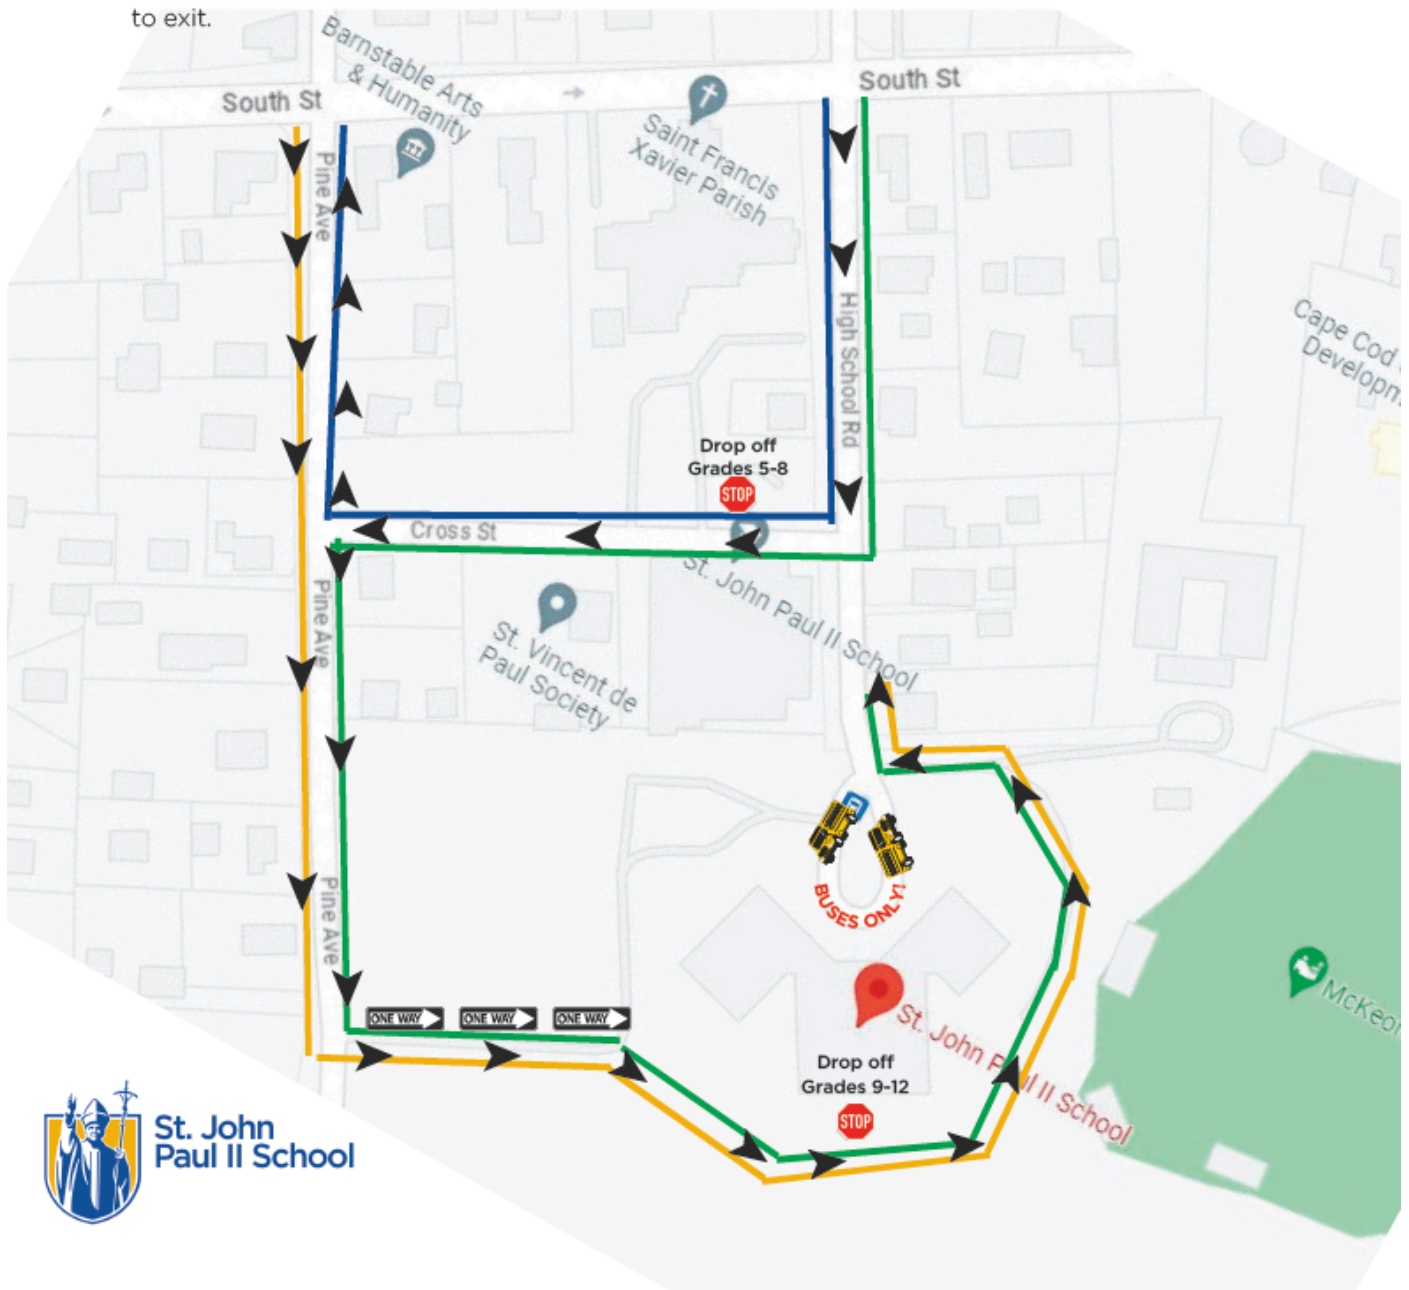 to exit.
Barnstable Arts
& Humanity
South St
South St
Saint Francis
Xavier Parish
Pine Ave
High School Rd
Cape Cod
Developm
Drop off
Grades 5-8
STOP
Cross St
St. John Paul II School
Pine Ave
St. Vincent de
Paul Society
BUSES ONLY!
Pine Ave
ONE WAY
ONE WAY
ONE WAY
McKeo
St. John Paul II School
Drop off
Grades 9-12
STOP
St. John
Paul II School